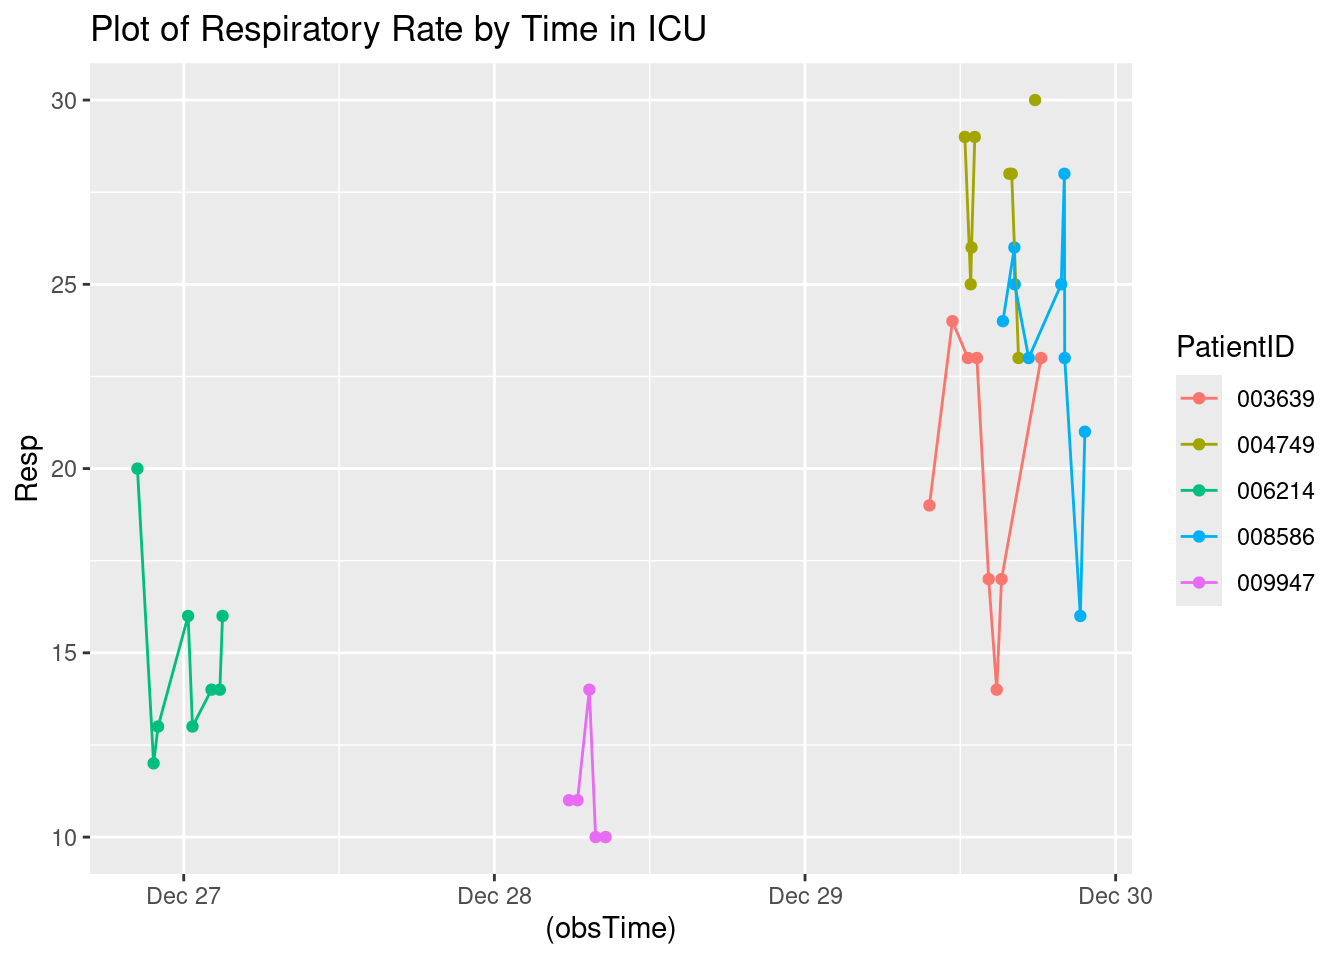 Plot of Respiratory Rate by Time in ICU
30
25
20
15
10
Resp
Dec 27
Dec 28
Dec 29
Dec 30
(obsTime)
PatientID
003639
004749
006214
008586
009947